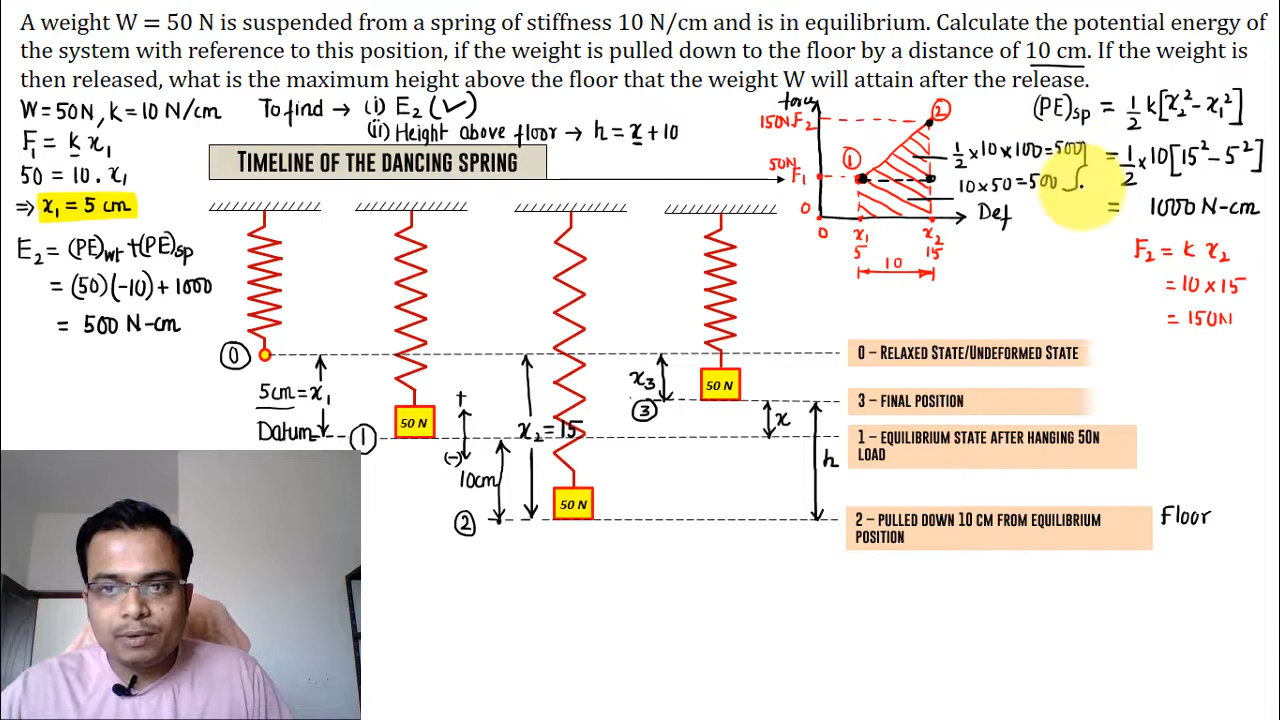 A weight W = 50 N is suspended from a spring of stiffness 10 N/cm and is in equilibrium. Calculate the potential energy of
the system with reference to this position, if the weight is pulled down to the floor by a distance of 10 cm. If the weight is
then released, what is the maximum height above the floor that the weight W will attain after the release.
W = 50N, k = 10 N/cm
To find → (i) E₂ (✓)
(ii) Height above floor → h = x + 10
F₁ = k x₁
50 = 10 . x₁
⇒ x₁ = 5 cm
E₂ = (PE)wt + (PE)sp
= (50)(-10) + 1000
= 500 N-cm
TIMELINE OF THE DANCING SPRING
force
150N F₂
50N F₁
0
0
x₁
5
x₂
15
10
Def
①
②
½ × 10 × 100 = 500
10 × 50 = 500
(PE)sp = ½ k[x₂² - x₁²]
= ½ × 10 [15² - 5²]
= 1000 N-cm
F₂ = k x₂
= 10 × 15
= 150N
0
5cm = x₁
Datum
①
50 N
+
(-)
10cm
②
x₂ = 15
50 N
x₃
③
50 N
x
h
0 – RELAXED STATE/UNDEFORMED STATE
3 – FINAL POSITION
1 – EQUILIBRIUM STATE AFTER HANGING 50N
LOAD
2 – PULLED DOWN 10 CM FROM EQUILIBRIUM
POSITION
Floor